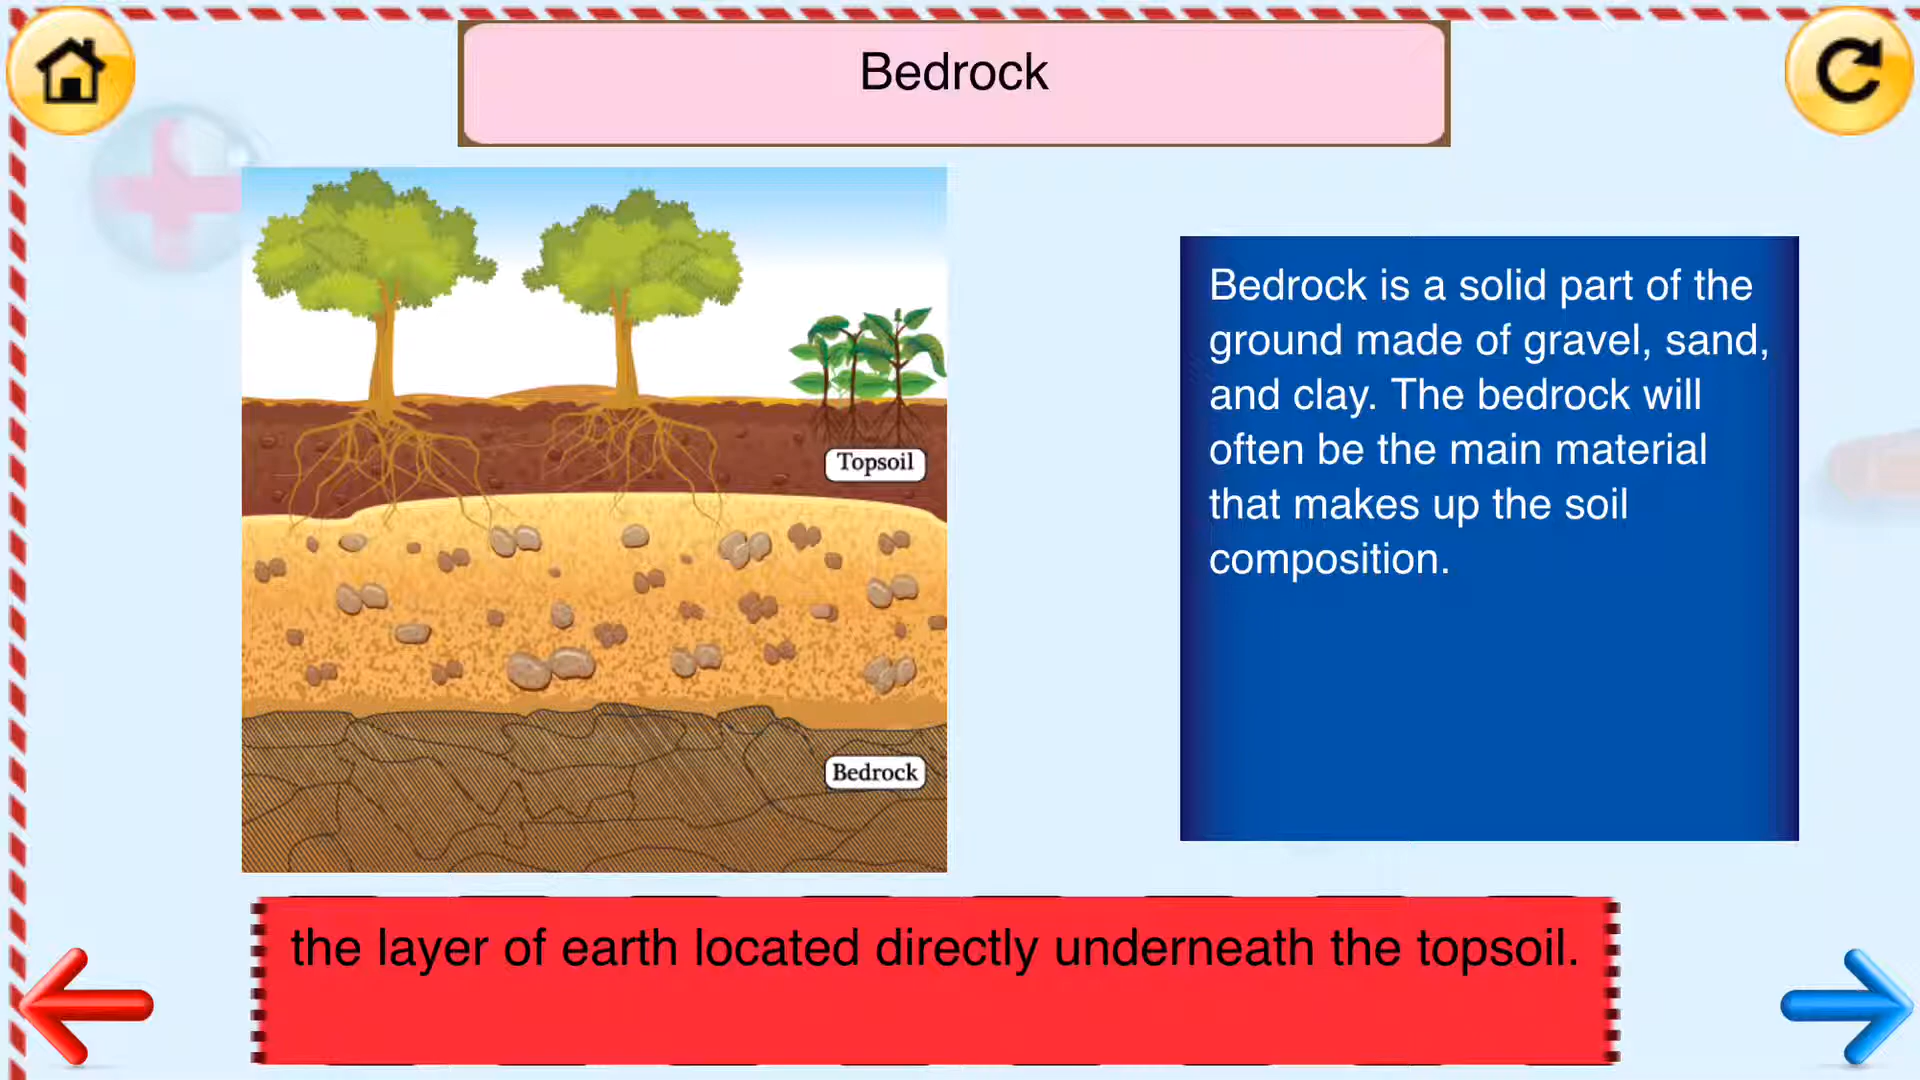 Bedrock
Topsoil
Bedrock
Bedrock is a solid part of the
ground made of gravel, sand,
and clay. The bedrock will
often be the main material
that makes up the soil
composition.
the layer of earth located directly underneath the topsoil.